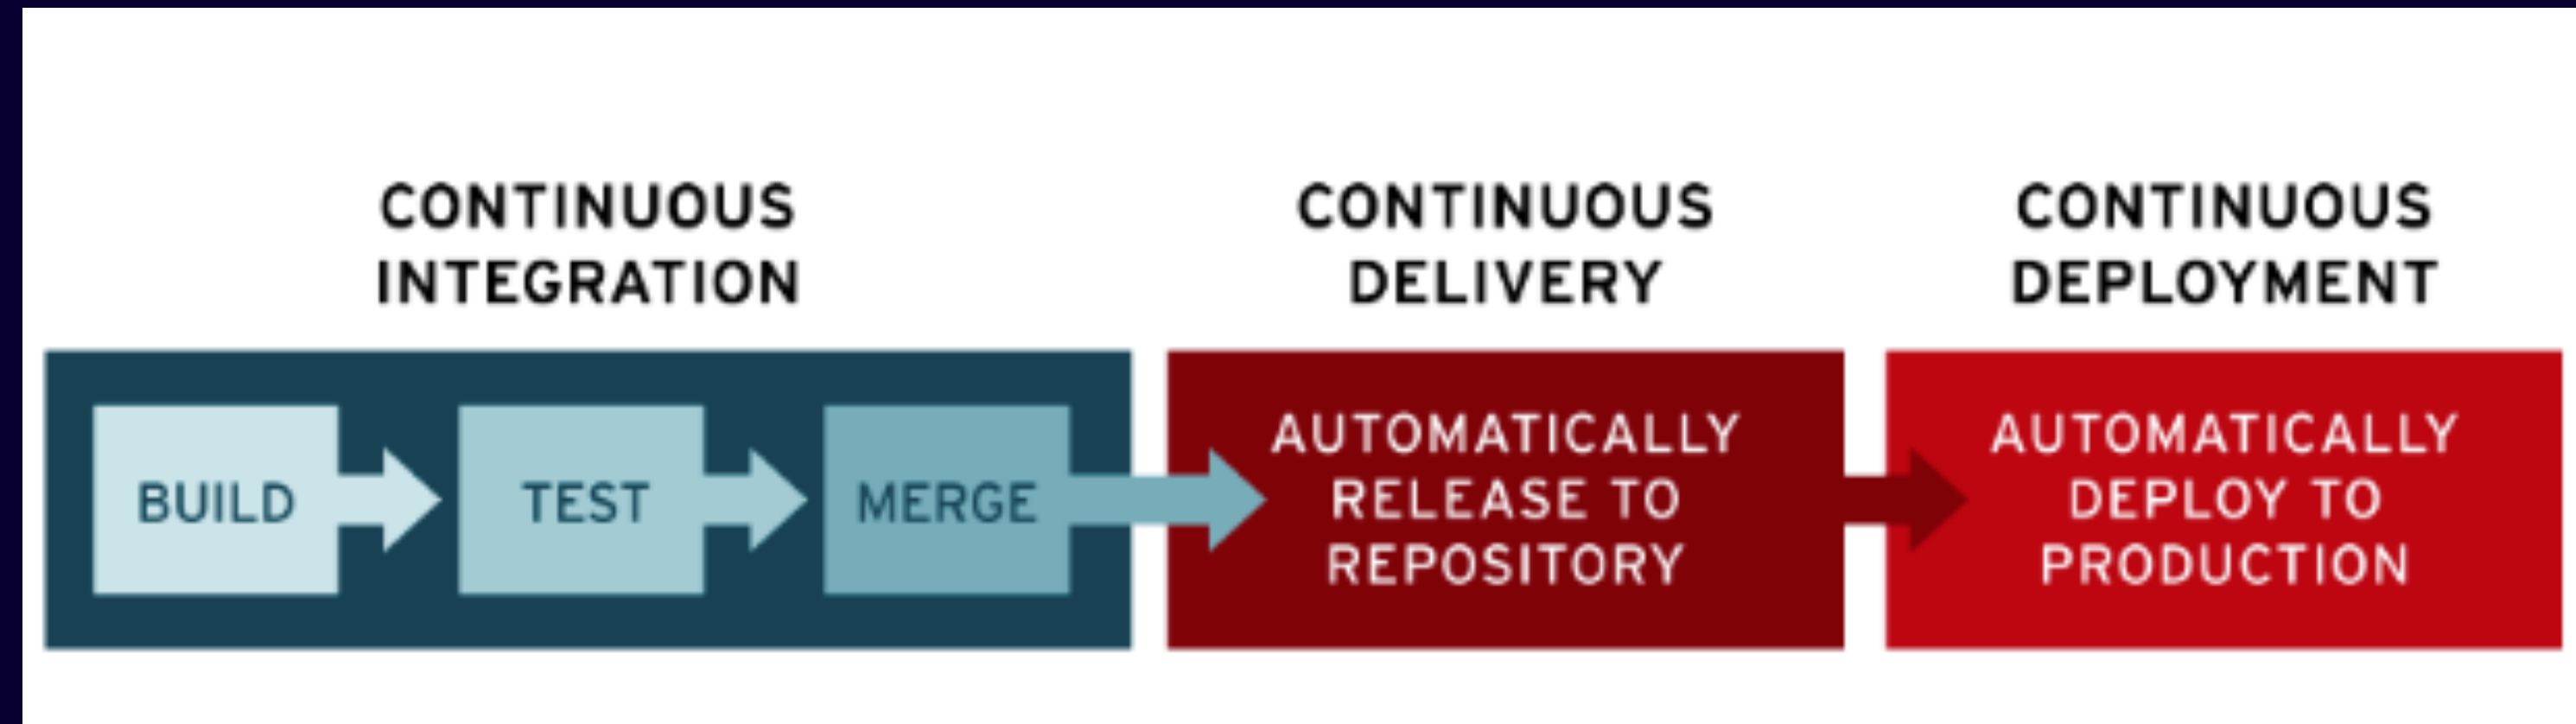 CONTINUOUS
INTEGRATION
BUILD
TEST
MERGE
CONTINUOUS
DELIVERY
AUTOMATICALLY
RELEASE TO
REPOSITORY
CONTINUOUS
DEPLOYMENT
AUTOMATICALLY
DEPLOY TO
PRODUCTION